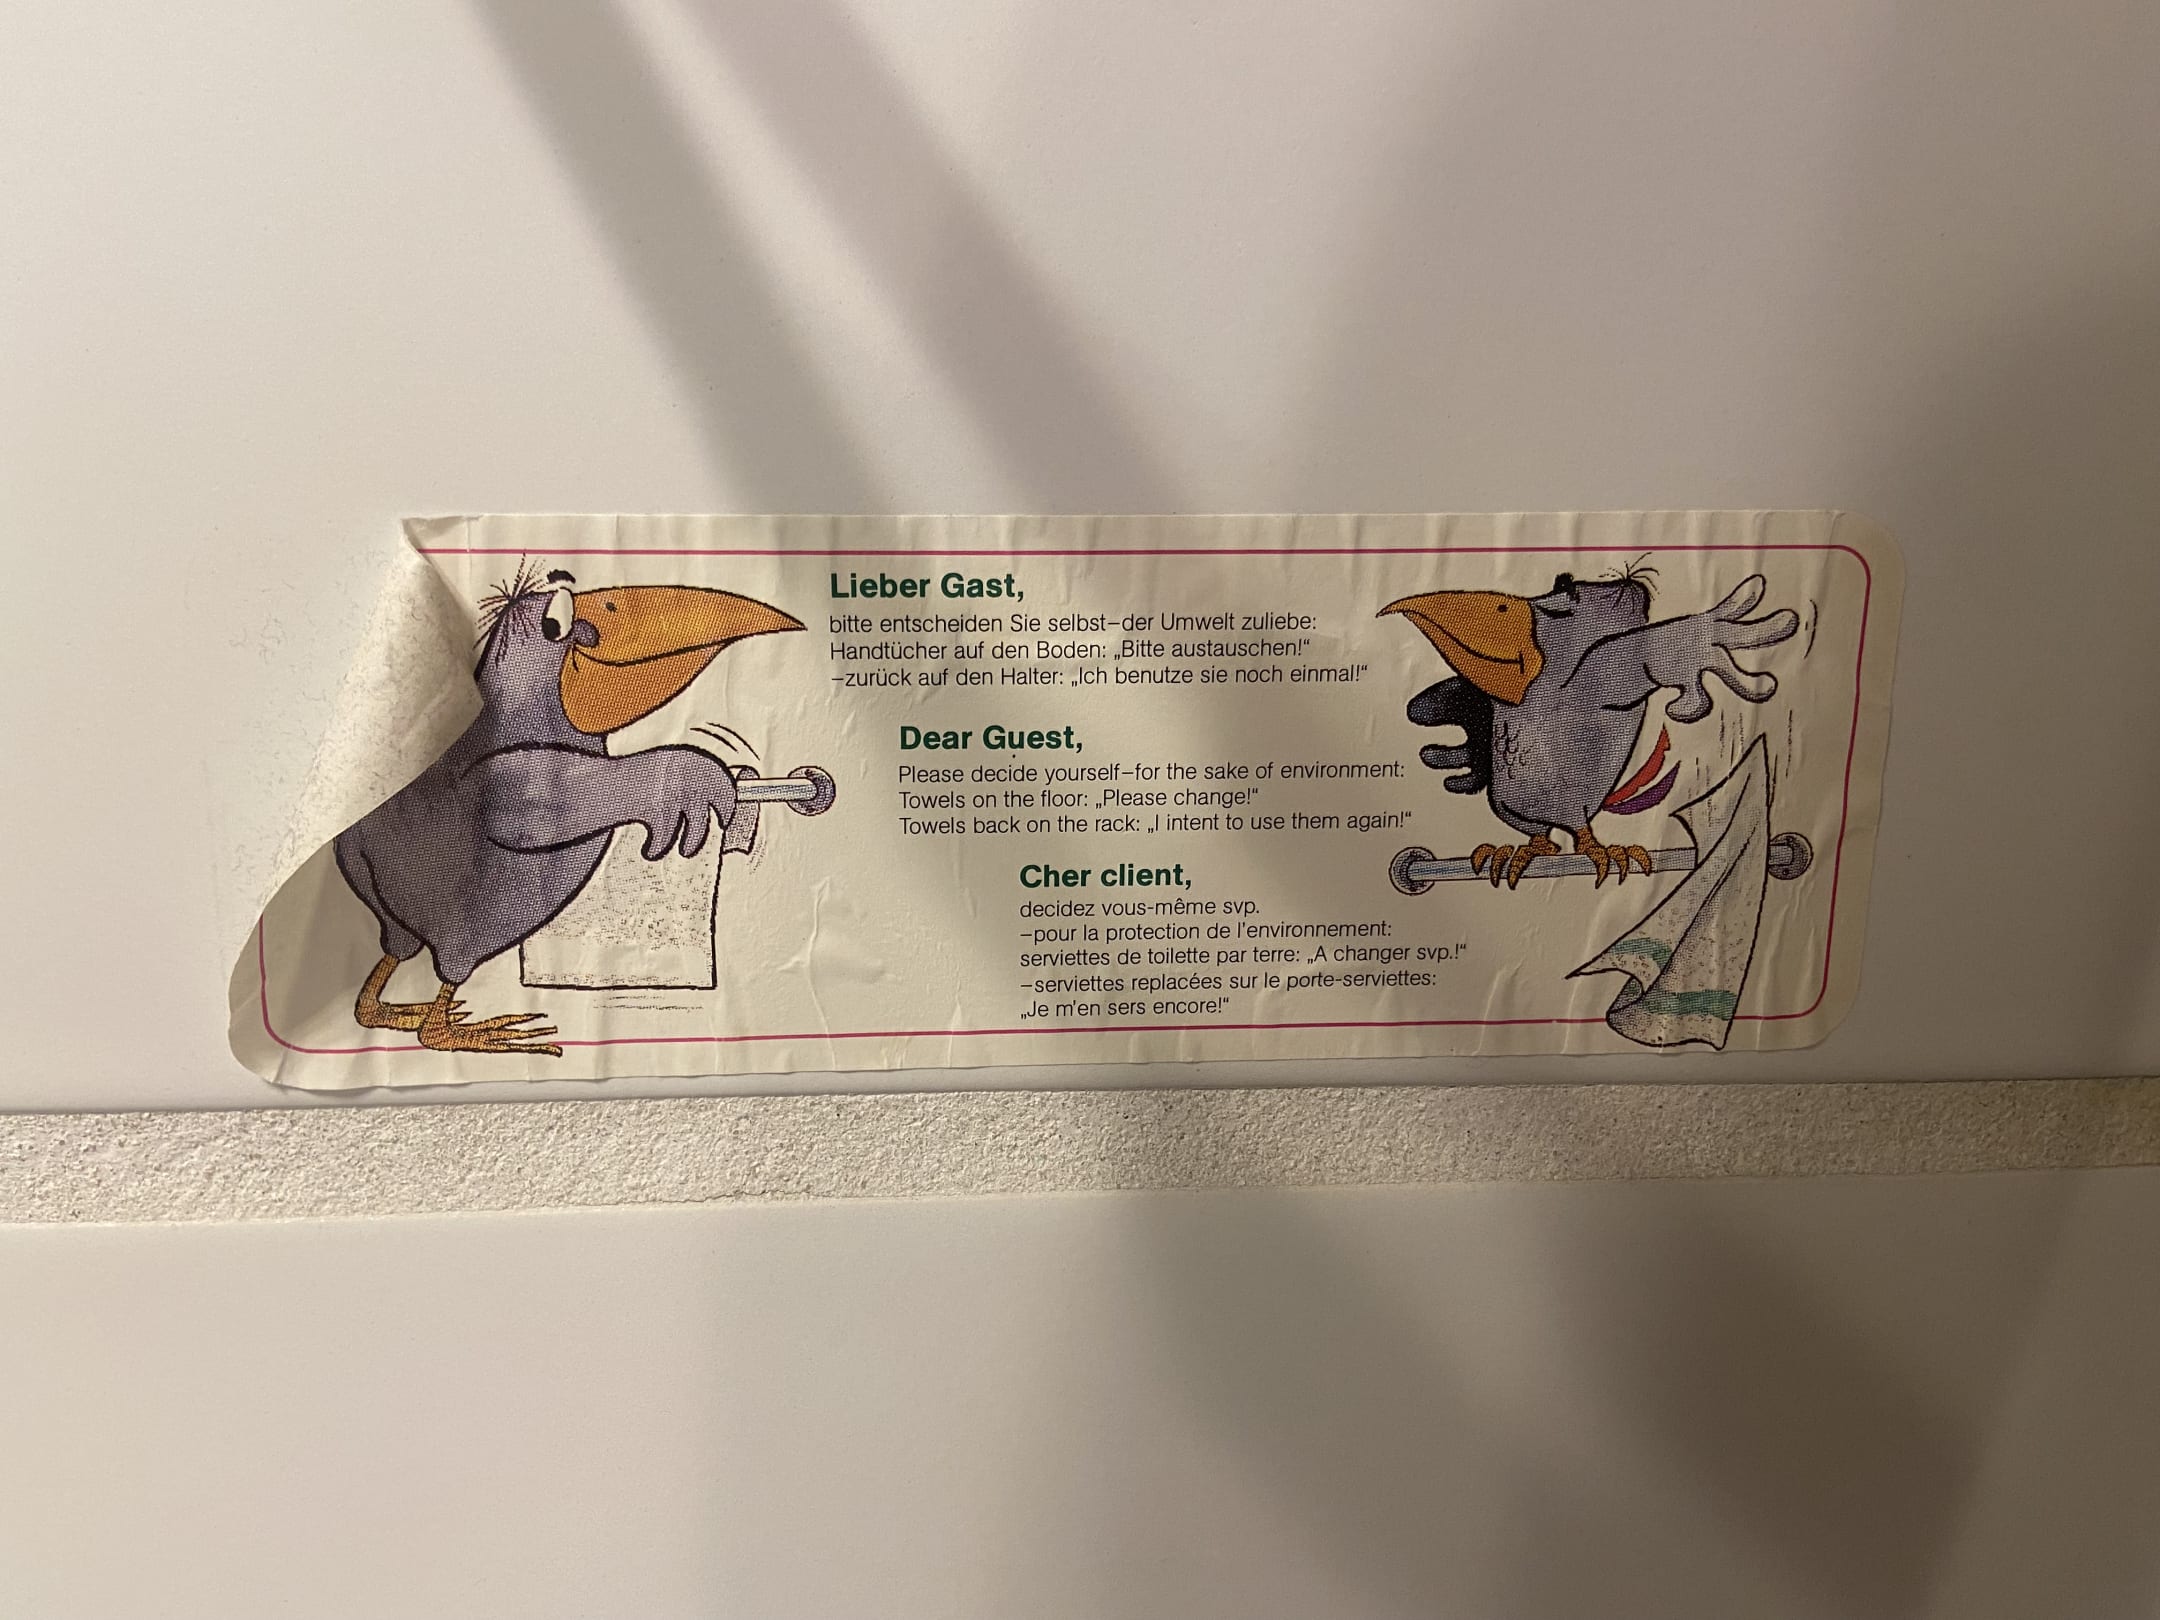 Lieber Gast,
bitte entscheiden Sie selbst–der Umwelt zuliebe:
Handtücher auf den Boden: „Bitte austauschen!“
–zurück auf den Halter: „Ich benutze sie noch einmal!“
Dear Guest,
Please decide yourself–for the sake of environment:
Towels on the floor: „Please change!“
Towels back on the rack: „I intent to use them again!“
Cher client,
decidez vous-même svp.
–pour la protection de l'environnement:
serviettes de toilette par terre: „A changer svp.!“
–serviettes replacées sur le porte-serviettes:
„Je m'en sers encore!“